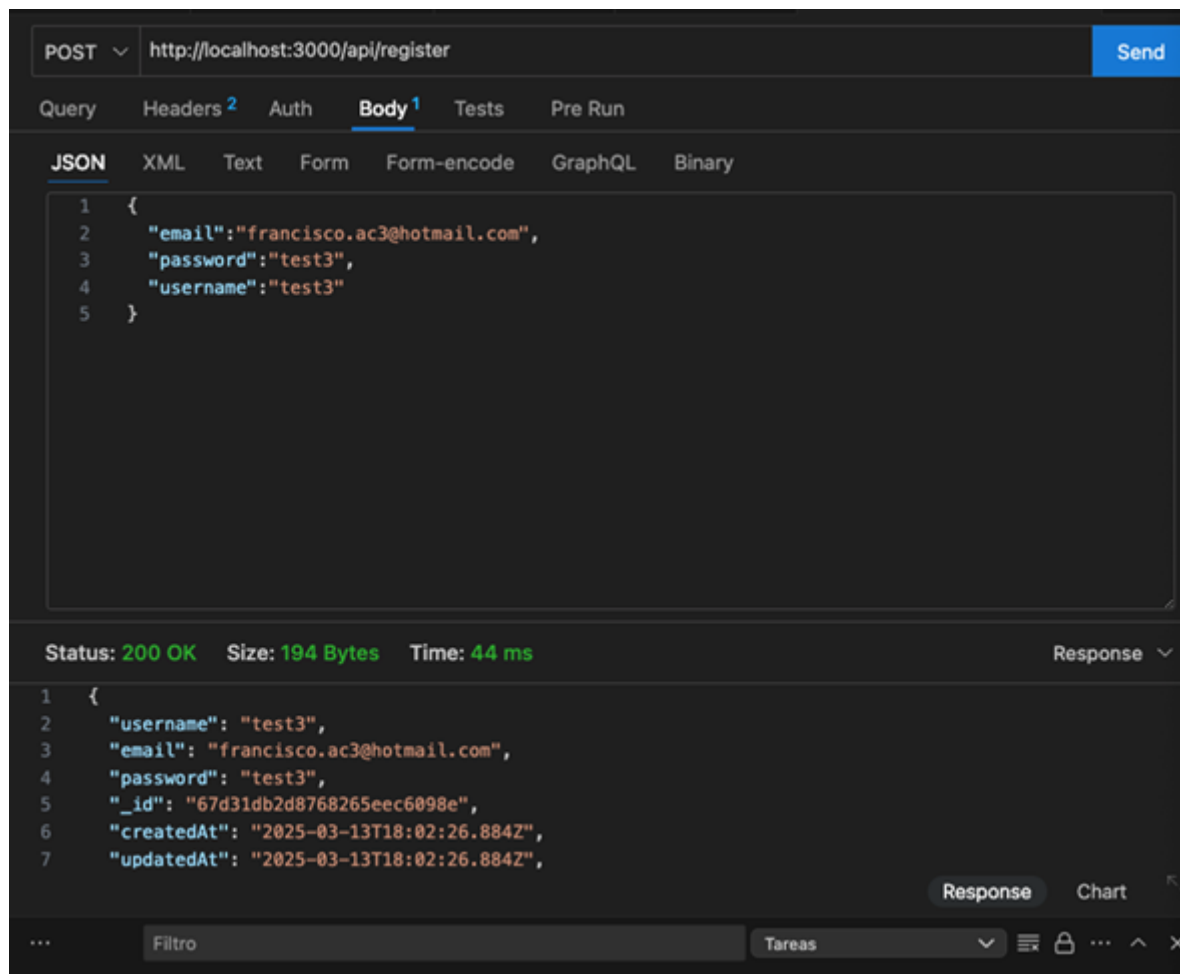 POST http://localhost:3000/api/register Send
Query Headers 2 Auth Body 1 Tests Pre Run
JSON XML Text Form Form-encode GraphQL Binary
1 {
2 "email":"francisco.ac3@hotmail.com",
3 "password":"test3",
4 "username":"test3"
5 }
Status: 200 OK Size: 194 Bytes Time: 44 ms Response
1 {
2 "username": "test3",
3 "email": "francisco.ac3@hotmail.com",
4 "password": "test3",
5 "_id": "67d31db2d8768265eec6098e",
6 "createdAt": "2025-03-13T18:02:26.884Z",
7 "updatedAt": "2025-03-13T18:02:26.884Z",
Response Chart
... Filtro Tareas ...